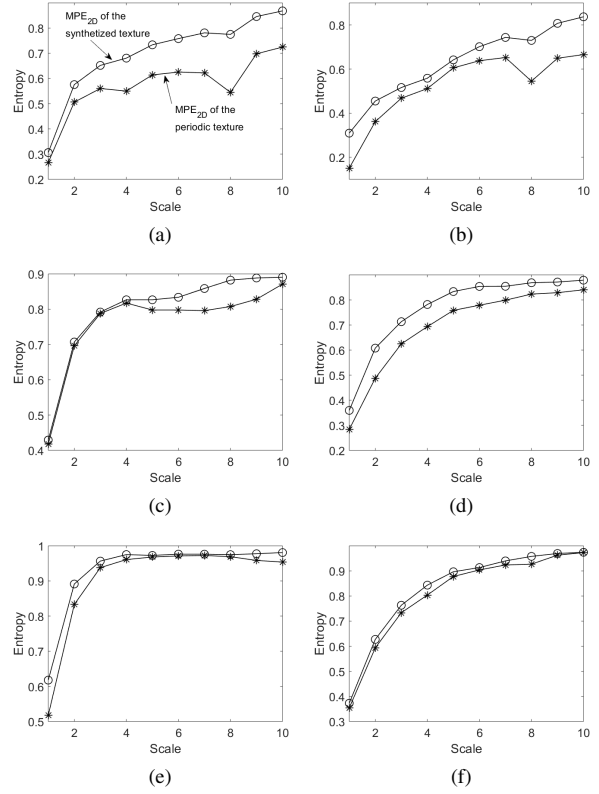 0.9
0.8
0.7
0.6
0.5
0.4
0.3
0.2
Entropy
MPE2D of the
synthetized texture
MPE2D of the
periodic texture
2 4 6 8 10
Scale
(a)
0.8
0.6
0.4
0.2
Entropy
2 4 6 8 10
Scale
(b)
0.9
0.8
0.7
0.6
0.5
0.4
Entropy
2 4 6 8 10
Scale
(c)
0.8
0.7
0.6
0.5
0.4
0.3
0.2
Entropy
2 4 6 8 10
Scale
(d)
1
0.9
0.8
0.7
0.6
0.5
Entropy
2 4 6 8 10
Scale
(e)
0.9
0.8
0.7
0.6
0.5
0.4
0.3
Entropy
2 4 6 8 10
Scale
(f)